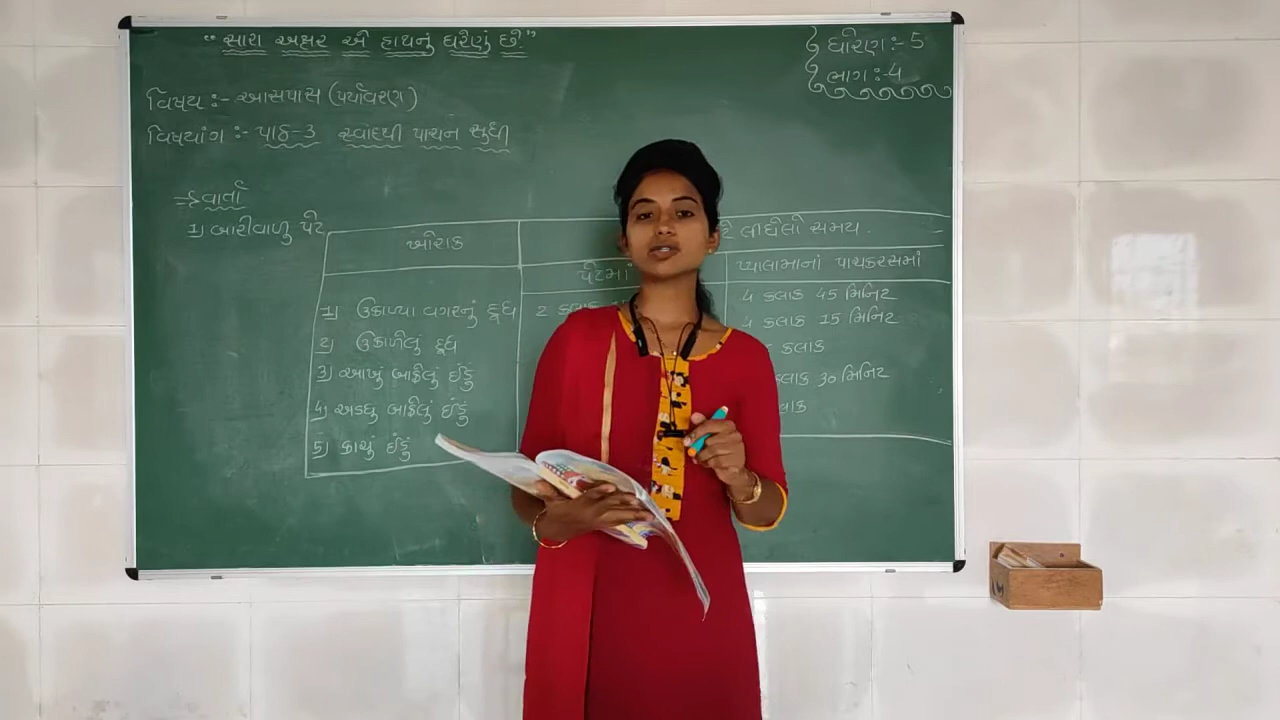 "સારા અક્ષર એ હાથનું ઘરેણું છે."
ધોરણ:- 5
ભાગ:-4
વિષય:- આસપાસ (પર્યાવરણ)
વિષયાંગ:- પાઠ-3 સ્વાદથી પાચન સુધી
⇒ વાર્તા
1) બારીવાળુ પેટ
ખોરાક લીધેલો સમય.
પેટમાં પ્યાલામાનાં પાચકરસમાં
1) ઉકાળ્યા વગરનું દૂધ 2 કલાક 4 કલાક 45 મિનિટ
2) ઉકાળેલુ દૂધ 4 કલાક 15 મિનિટ
3) આખું બાફેલું ઈંડું કલાક
4) અડધુ બાફેલું ઈંડું કલાક 30 મિનિટ
5) કાચું ઈંડું